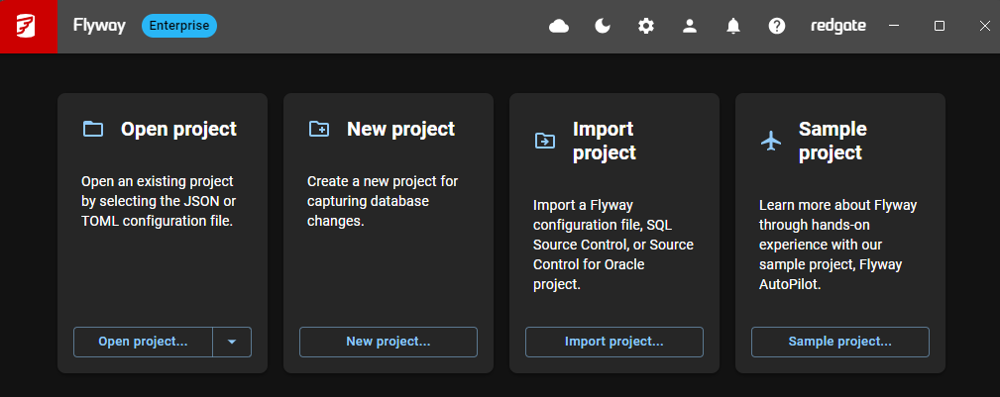 Flyway Enterprise redgate
Open project
Open an existing project
by selecting the JSON or
TOML configuration file.
Open project...
New project
Create a new project for
capturing database
changes.
New project...
Import
project
Import a Flyway
configuration file, SQL
Source Control, or Source
Control for Oracle
project.
Import project...
Sample
project
Learn more about Flyway
through hands-on
experience with our
sample project, Flyway
AutoPilot.
Sample project...